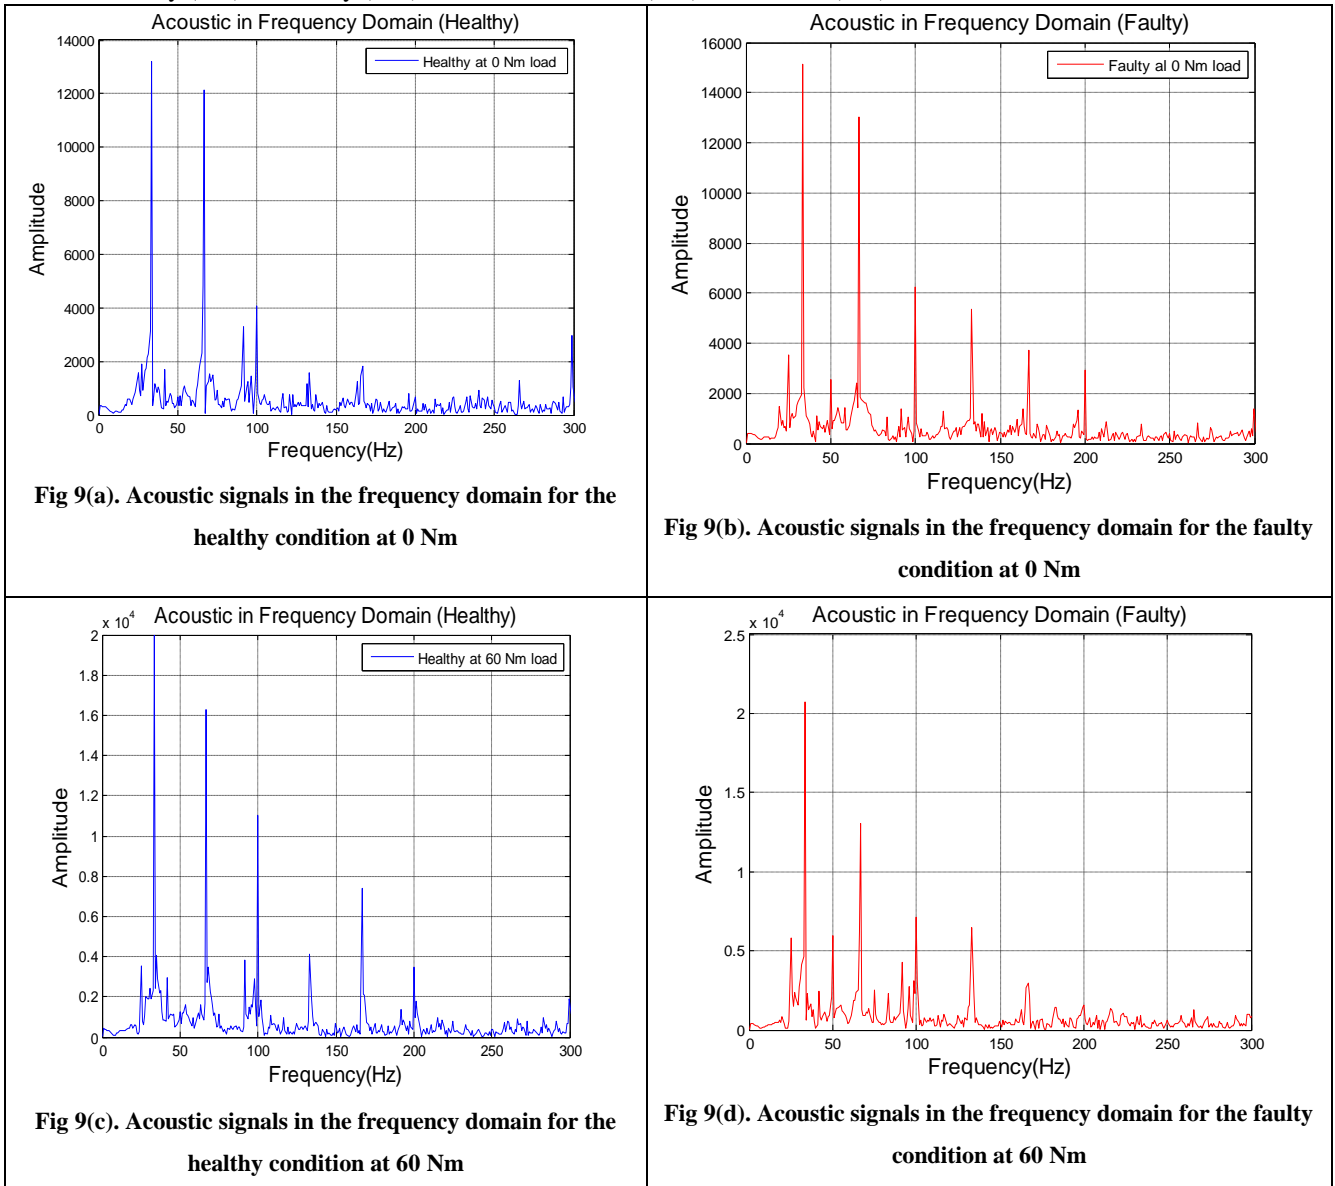 Acoustic in Frequency Domain (Healthy)
14000
12000
10000
8000
6000
4000
2000
0
Amplitude
Healthy at 0 Nm load
0 50 100 150 200 250 300
Frequency(Hz)
Fig 9(a). Acoustic signals in the frequency domain for the
healthy condition at 0 Nm
Acoustic in Frequency Domain (Faulty)
16000
14000
12000
10000
8000
6000
4000
2000
0
Amplitude
Faulty al 0 Nm load
0 50 100 150 200 250 300
Frequency(Hz)
Fig 9(b). Acoustic signals in the frequency domain for the faulty
condition at 0 Nm
Acoustic in Frequency Domain (Healthy)
x 10⁴
2
1.8
1.6
1.4
1.2
1
0.8
0.6
0.4
0.2
0
Amplitude
Healthy at 60 Nm load
0 50 100 150 200 250 300
Frequency(Hz)
Fig 9(c). Acoustic signals in the frequency domain for the
healthy condition at 60 Nm
Acoustic in Frequency Domain (Faulty)
x 10⁴
2.5
2
1.5
1
0.5
0
Amplitude
0 50 100 150 200 250 300
Frequency(Hz)
Fig 9(d). Acoustic signals in the frequency domain for the faulty
condition at 60 Nm